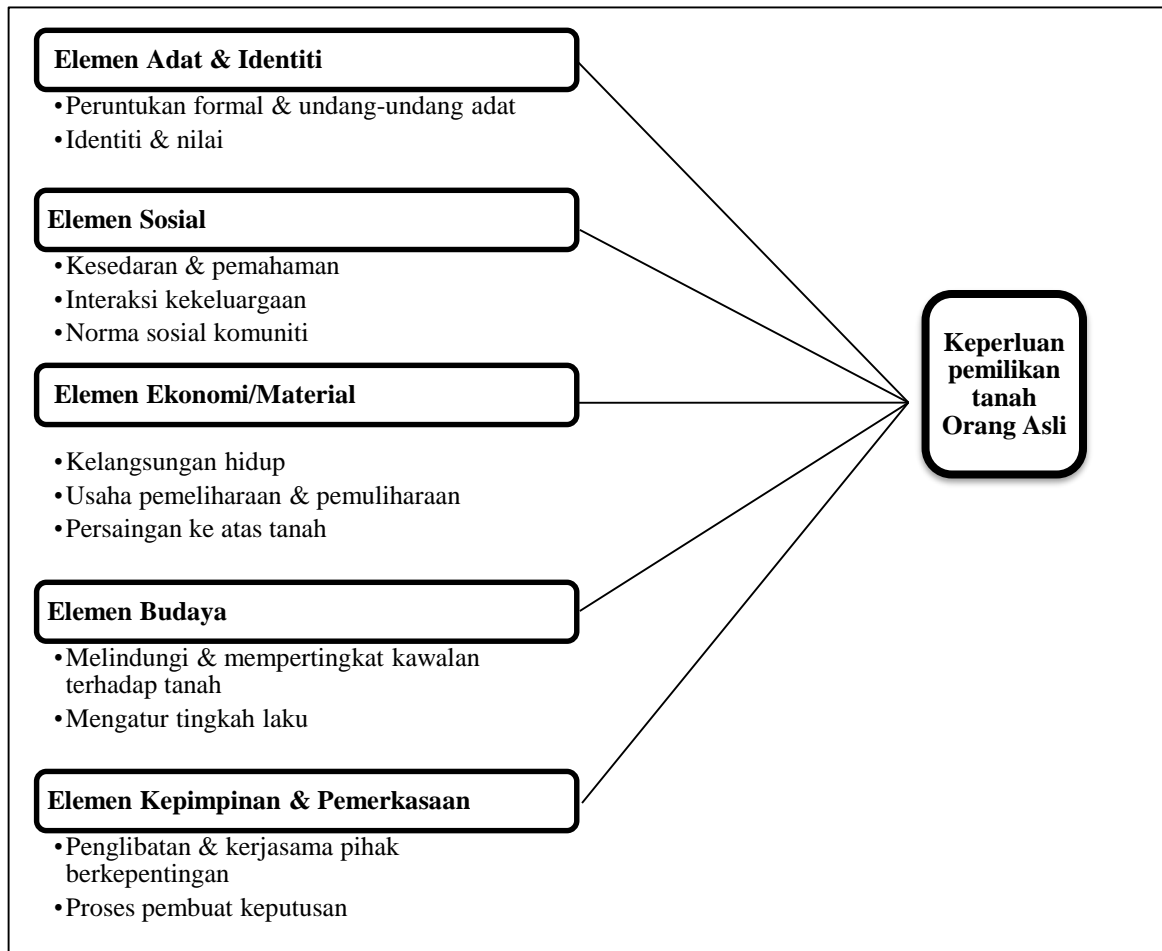 Elemen Adat & Identiti
•Peruntukan formal & undang-undang adat
•Identiti & nilai
Elemen Sosial
•Kesedaran & pemahaman
•Interaksi kekeluargaan
•Norma sosial komuniti
Elemen Ekonomi/Material
•Kelangsungan hidup
•Usaha pemeliharaan & pemuliharaan
•Persaingan ke atas tanah
Elemen Budaya
•Melindungi & mempertingkat kawalan
terhadap tanah
•Mengatur tingkah laku
Elemen Kepimpinan & Pemerkasaan
•Penglibatan & kerjasama pihak
berkepentingan
•Proses pembuat keputusan
Keperluan
pemilikan
tanah
Orang Asli